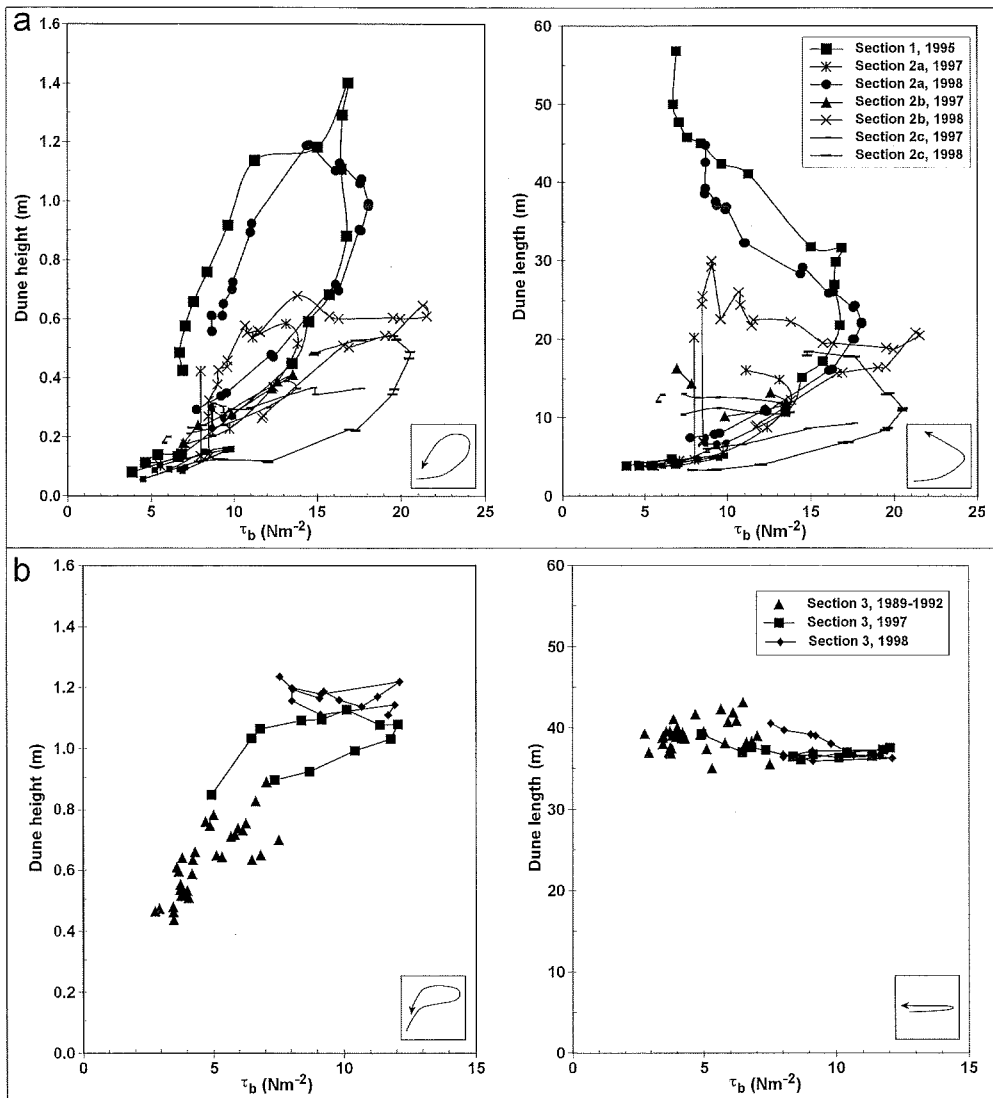 a
1.6
1.4
1.2
1.0
0.8
0.6
0.4
0.2
0.0
Dune height (m)
0 5 10 15 20 25
τb (Nm-2)
60
50
40
30
20
10
0
Dune length (m)
0 5 10 15 20 25
τb (Nm-2)
Section 1, 1995
Section 2a, 1997
Section 2a, 1998
Section 2b, 1997
Section 2b, 1998
Section 2c, 1997
Section 2c, 1998
b
1.6
1.4
1.2
1.0
0.8
0.6
0.4
0.2
0.0
Dune height (m)
0 5 10 15
τb (Nm-2)
60
50
40
30
20
10
0
Dune length (m)
0 5 10 15
τb (Nm-2)
Section 3, 1989-1992
Section 3, 1997
Section 3, 1998